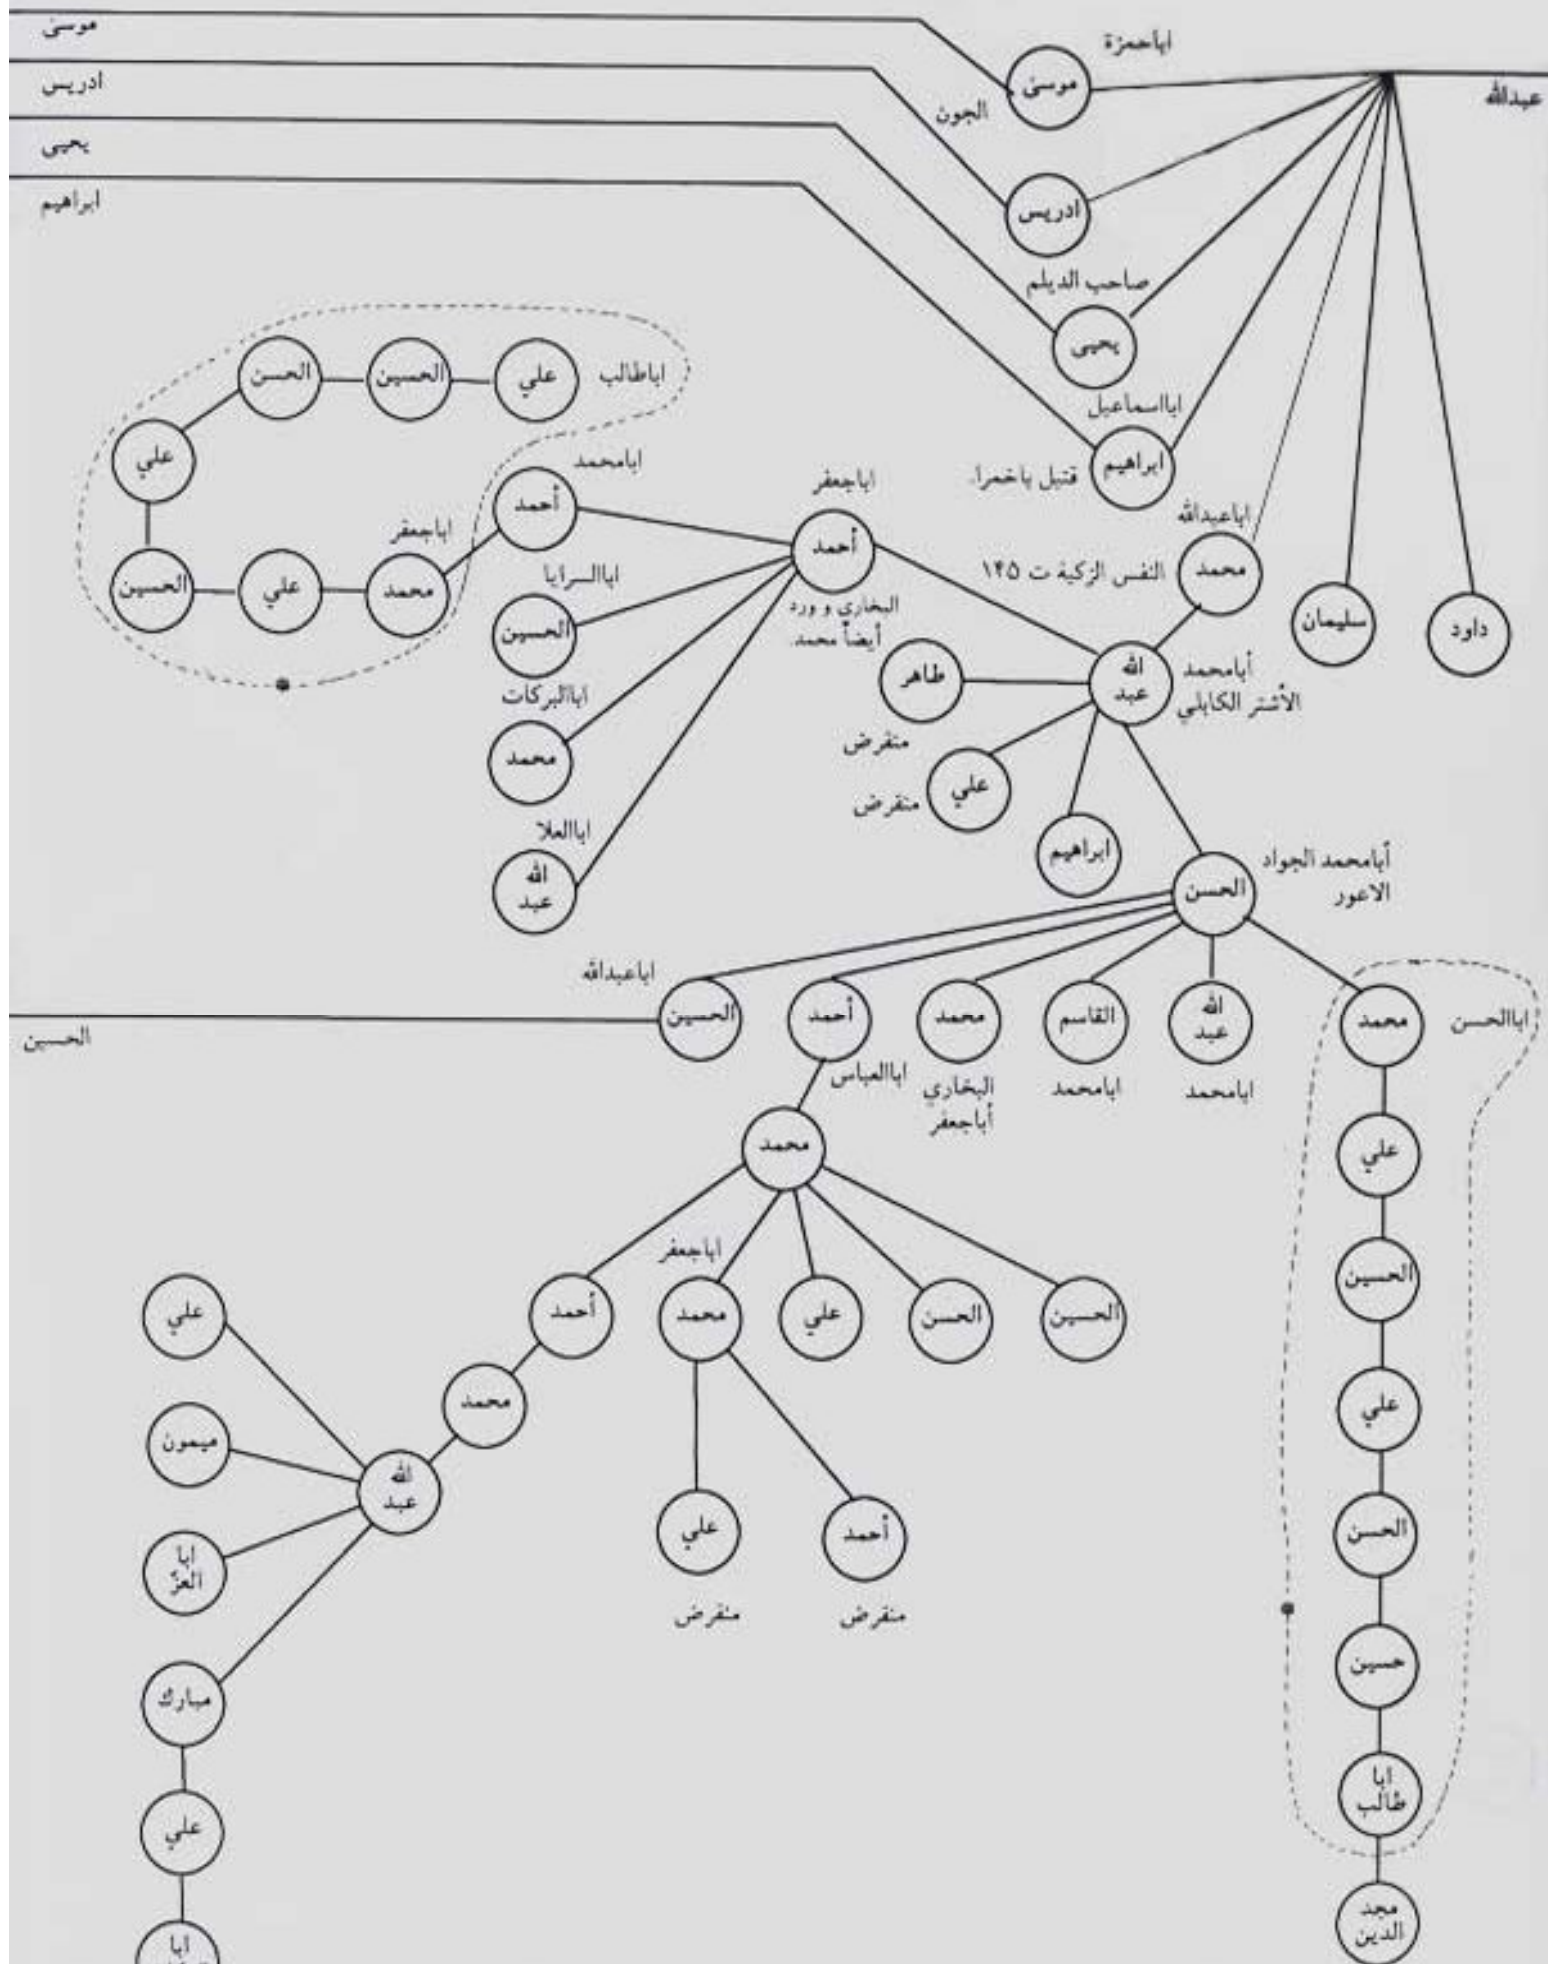 موسى
اباحمزة
موسى
عبدالله
ادريس
الجون
يحيى
ادريس
ابراهيم
صاحب الديلم
يحيى
اباطالب
علي
الحسين
الحسن
ابااسماعيل
ابراهيم
قتيل باخمرا.
علي
ابامحمد
أحمد
اباجعفر
أحمد
البخاري و ورد
أيضاً محمد.
اباعبدالله
محمد
النفس الزكية ت ١٤٥
سليمان
داود
اباجعفر
محمد
علي
الحسين
اباالسرايا
الحسين
أبامحمد
الأشتر الكابلي
الله
عبد
طاهر
منقرض
علي
منقرض
ابراهيم
اباالبركات
محمد
اباالعلا
الله
عبد
أبامحمد الجواد
الاعور
الحسن
اباعبدالله
الحسين
الحسين
أحمد
اباالعباس
محمد
البخاري
أباجعفر
القاسم
ابامحمد
الله
عبد
ابامحمد
محمد
اباالحسن
محمد
علي
الحسين
اباجعفر
الحسين
الحسن
علي
محمد
أحمد
علي
محمد
علي
ميمون
الله
عبد
أحمد
علي
الحسن
ابا
العزّ
منقرض
منقرض
حسين
مبارك
ابا
طالب
علي
مجد
الدين
ابا